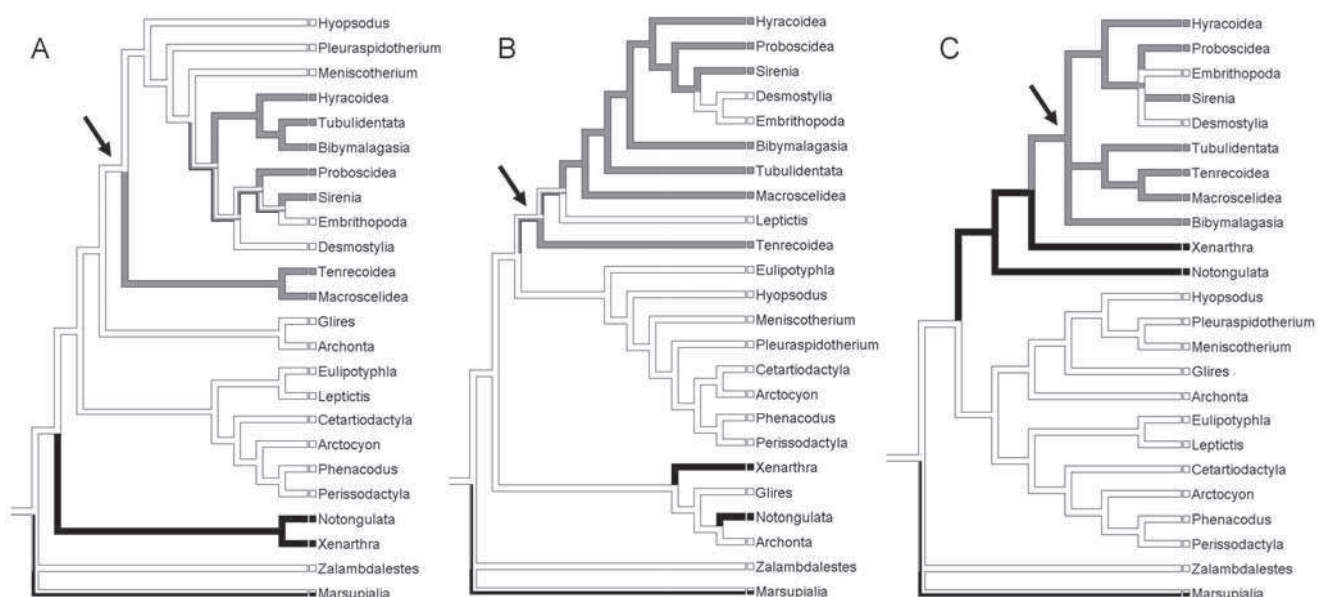 A
Hyopsodus
Pleuraspidotherium
Meniscotherium
Hyracoidea
Tubulidentata
Bibymalagasia
Proboscidea
Sirenia
Embrithopoda
Desmostylia
Tenrecoidea
Macroscelidea
Glires
Archonta
Eulipotyphla
Leptictis
Cetartiodactyla
Arctocyon
Phenacodus
Perissodactyla
Notongulata
Xenarthra
Zalambdalestes
Marsupialia
B
Hyracoidea
Proboscidea
Sirenia
Desmostylia
Embrithopoda
Bibymalagasia
Tubulidentata
Macroscelidea
Leptictis
Tenrecoidea
Eulipotyphla
Hyopsodus
Meniscotherium
Pleuraspidotherium
Cetartiodactyla
Arctocyon
Phenacodus
Perissodactyla
Xenarthra
Glires
Notongulata
Archonta
Zalambdalestes
Marsupialia
C
Hyracoidea
Proboscidea
Embrithopoda
Sirenia
Desmostylia
Tubulidentata
Tenrecoidea
Macroscelidea
Bibymalagasia
Xenarthra
Notongulata
Hyopsodus
Pleuraspidotherium
Meniscotherium
Glires
Archonta
Eulipotyphla
Leptictis
Cetartiodactyla
Arctocyon
Phenacodus
Perissodactyla
Zalambdalestes
Marsupialia